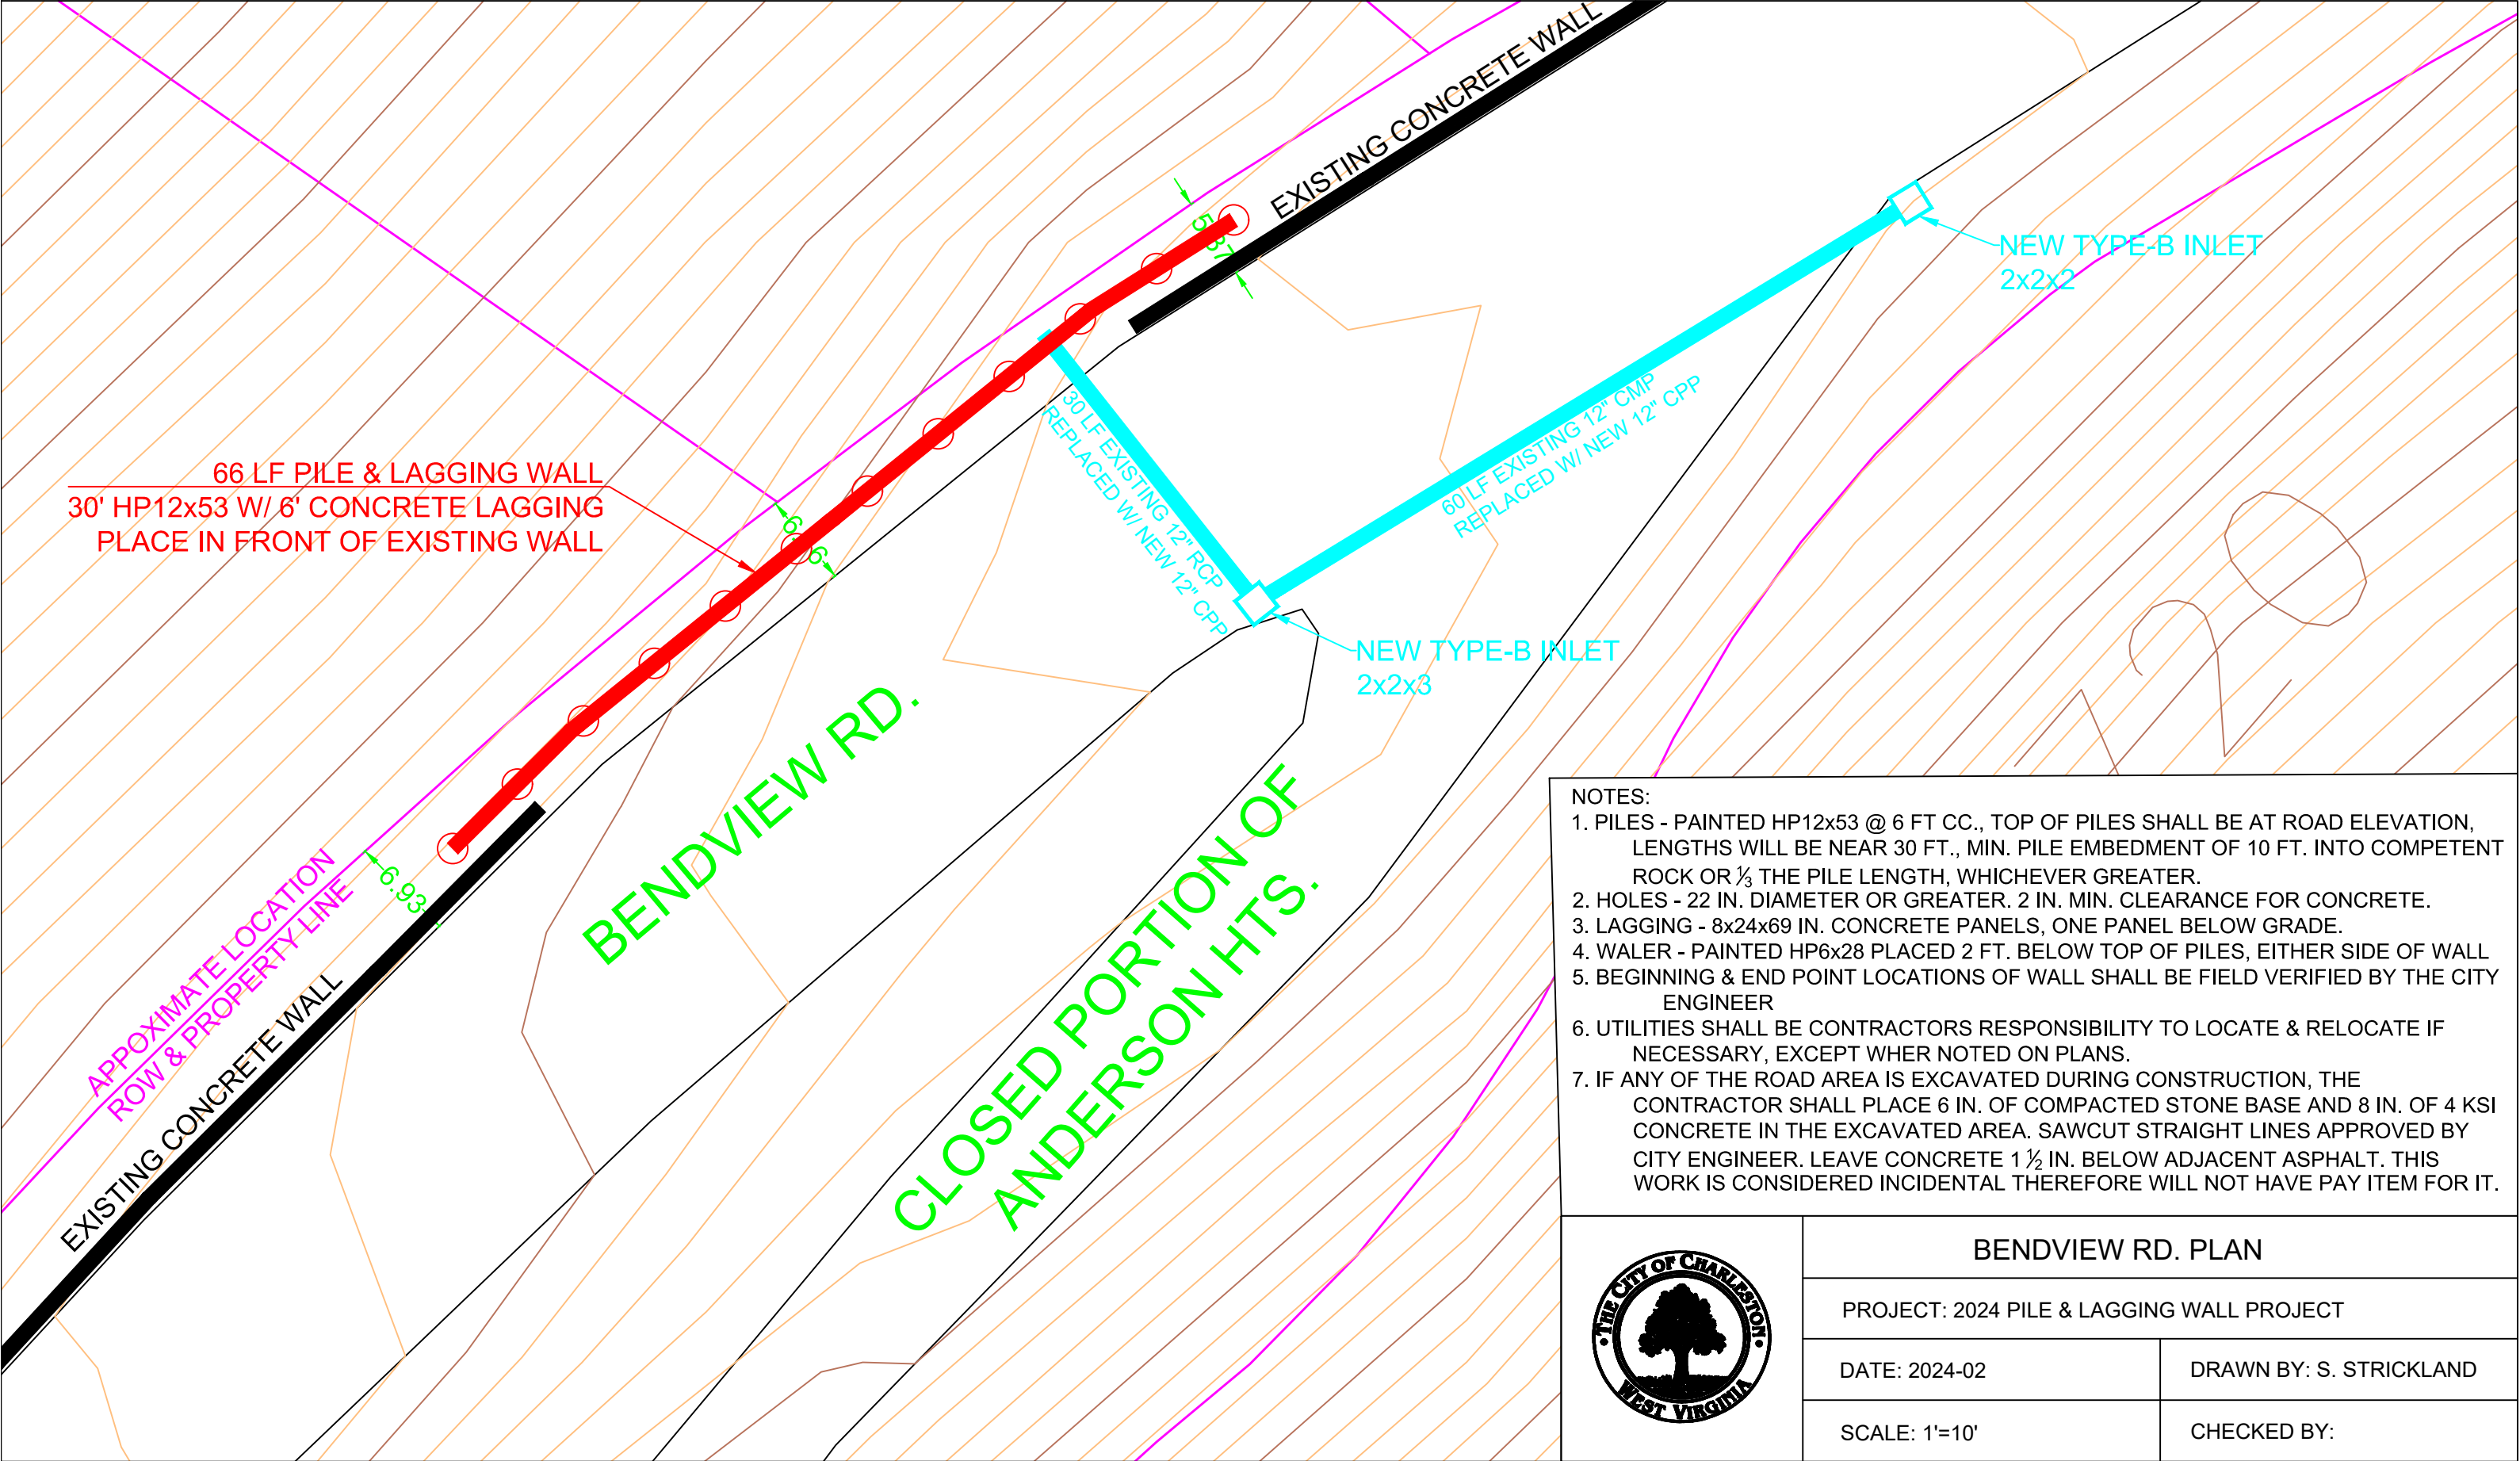 EXISTING CONCRETE WALL
5.37
NEW TYPE-B INLET
2x2x2
66 LF PILE & LAGGING WALL
30' HP12x53 W/ 6' CONCRETE LAGGING
PLACE IN FRONT OF EXISTING WALL
30 LF EXISTING 12" RCP
REPLACED W/ NEW 12" CPP
60 LF EXISTING 12" CMP
REPLACED W/ NEW 12" CPP
NEW TYPE-B INLET
2x2x3
BENDVIEW RD.
CLOSED PORTION OF
ANDERSON HTS.
6.93
APPOXIMATE LOCATION
ROW & PROPERTY LINE
EXISTING CONCRETE WALL
NOTES:
1. PILES - PAINTED HP12x53 @ 6 FT CC., TOP OF PILES SHALL BE AT ROAD ELEVATION,
LENGTHS WILL BE NEAR 30 FT., MIN. PILE EMBEDMENT OF 10 FT. INTO COMPETENT
ROCK OR ⅓ THE PILE LENGTH, WHICHEVER GREATER.
2. HOLES - 22 IN. DIAMETER OR GREATER. 2 IN. MIN. CLEARANCE FOR CONCRETE.
3. LAGGING - 8x24x69 IN. CONCRETE PANELS, ONE PANEL BELOW GRADE.
4. WALER - PAINTED HP6x28 PLACED 2 FT. BELOW TOP OF PILES, EITHER SIDE OF WALL
5. BEGINNING & END POINT LOCATIONS OF WALL SHALL BE FIELD VERIFIED BY THE CITY
ENGINEER
6. UTILITIES SHALL BE CONTRACTORS RESPONSIBILITY TO LOCATE & RELOCATE IF
NECESSARY, EXCEPT WHER NOTED ON PLANS.
7. IF ANY OF THE ROAD AREA IS EXCAVATED DURING CONSTRUCTION, THE
CONTRACTOR SHALL PLACE 6 IN. OF COMPACTED STONE BASE AND 8 IN. OF 4 KSI
CONCRETE IN THE EXCAVATED AREA. SAWCUT STRAIGHT LINES APPROVED BY
CITY ENGINEER. LEAVE CONCRETE 1 ½ IN. BELOW ADJACENT ASPHALT. THIS
WORK IS CONSIDERED INCIDENTAL THEREFORE WILL NOT HAVE PAY ITEM FOR IT.
THE CITY OF CHARLESTON
WEST VIRGINIA
BENDVIEW RD. PLAN
PROJECT: 2024 PILE & LAGGING WALL PROJECT
DATE: 2024-02
DRAWN BY: S. STRICKLAND
SCALE: 1'=10'
CHECKED BY: